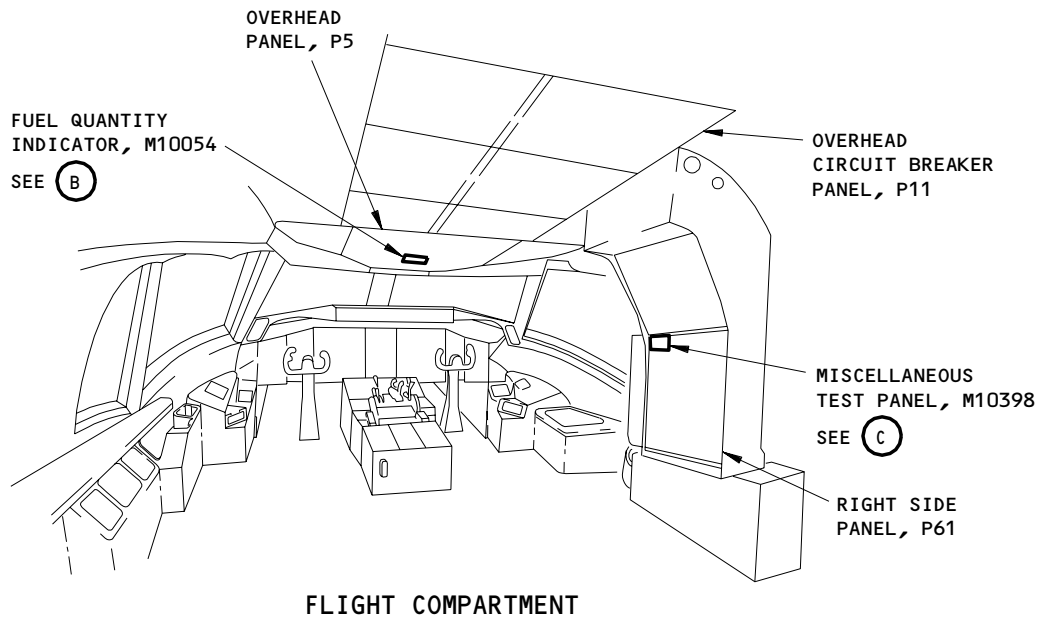 OVERHEAD
PANEL, P5
FUEL QUANTITY
INDICATOR, M10054
SEE B
OVERHEAD
CIRCUIT BREAKER
PANEL, P11
MISCELLANEOUS
TEST PANEL, M10398
SEE C
RIGHT SIDE
PANEL, P61
FLIGHT COMPARTMENT